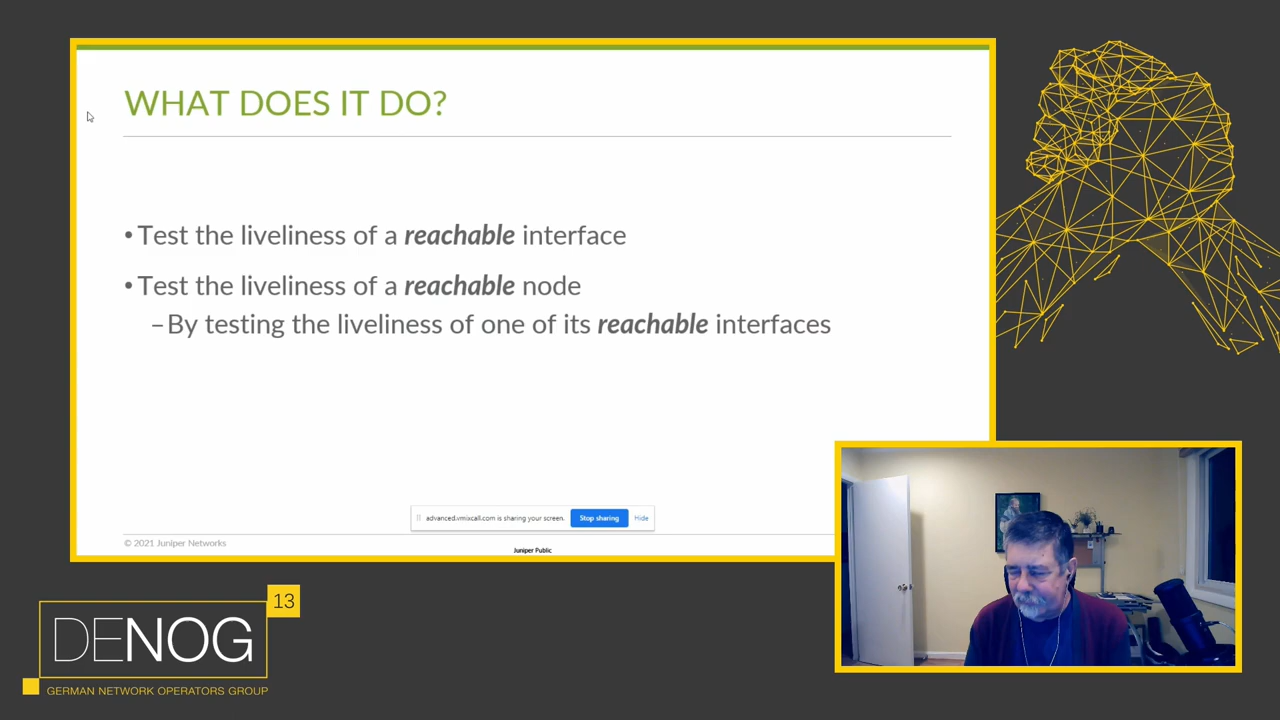 WHAT DOES IT DO?
• Test the liveliness of a reachable interface
• Test the liveliness of a reachable node
– By testing the liveliness of one of its reachable interfaces
advanced.vmixcall.com is sharing your screen. Stop sharing Hide
© 2021 Juniper Networks
Juniper Public
13
DENOG
GERMAN NETWORK OPERATORS GROUP